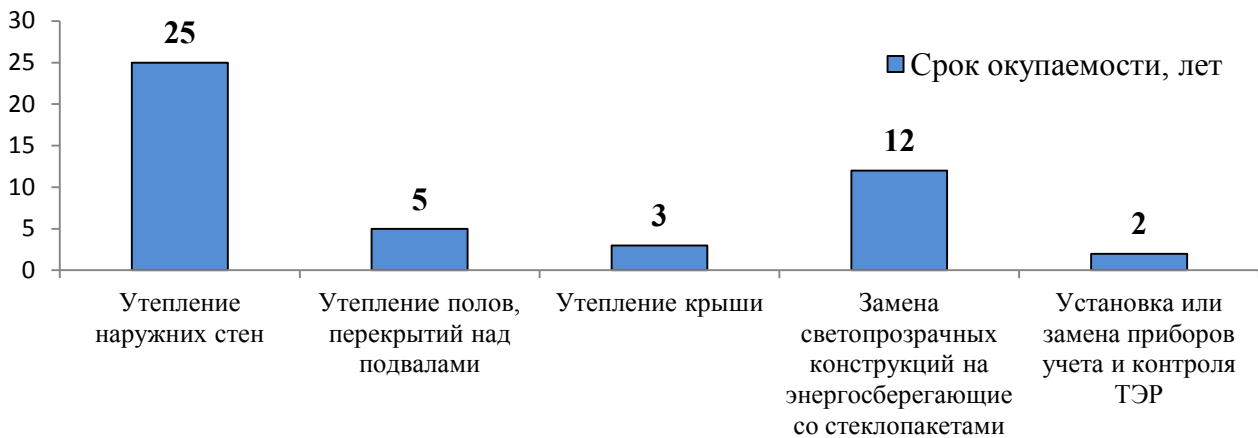 30
25
20
15
10
5
0
25
5
3
12
2
Срок окупаемости, лет
Утепление
наружних стен
Утепление полов,
перекрытий над
подвалами
Утепление крыши
Замена
светопрозрачных
конструкций на
энергосберегающие
со стеклопакетами
Установка или
замена приборов
учета и контроля
ТЭР